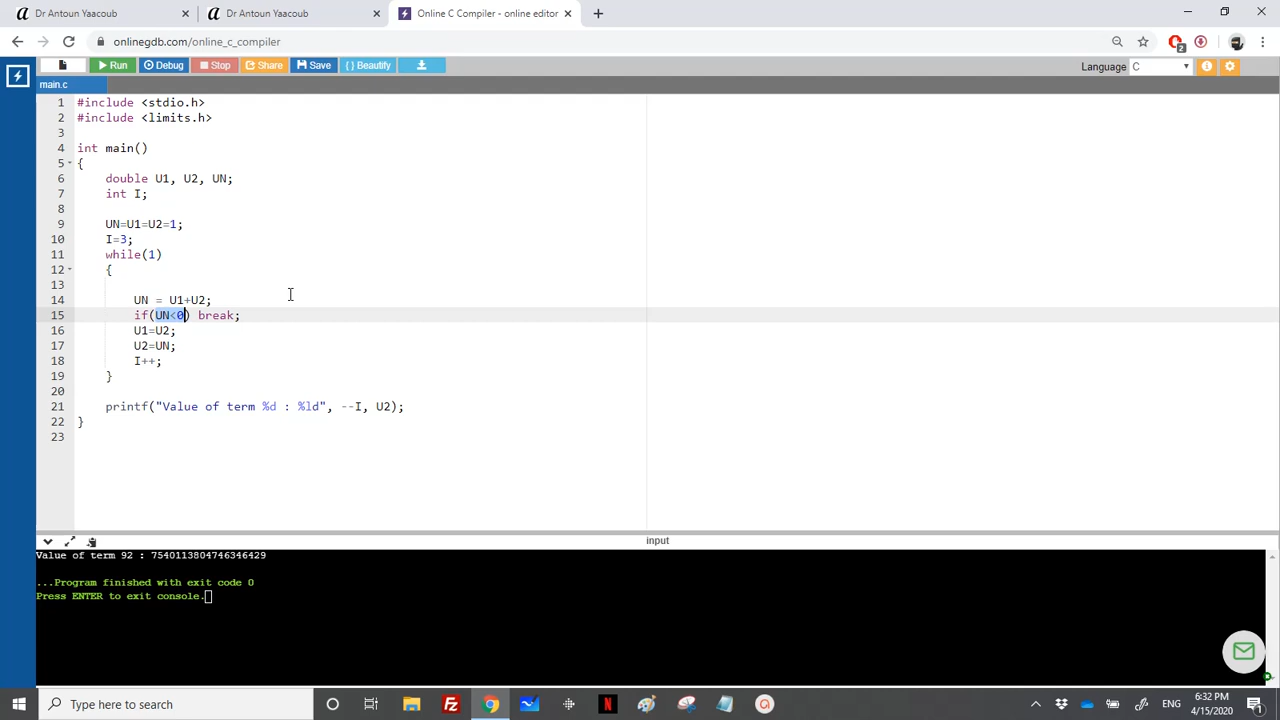 Dr Antoun Yaacoub
Dr Antoun Yaacoub
Online C Compiler - online editor
onlinegdb.com/online_c_compiler
2
Run
Debug
Stop
Share
Save
{ } Beautify
Language
C
main.c
1 #include <stdio.h>
2 #include <limits.h>
3
4 int main()
5 {
6 double U1, U2, UN;
7 int I;
8
9 UN=U1=U2=1;
10 I=3;
11 while(1)
12 {
13
14 UN = U1+U2;
15 if(UN<0) break;
16 U1=U2;
17 U2=UN;
18 I++;
19 }
20
21 printf("Value of term %d : %ld", --I, U2);
22 }
23
input
Value of term 92 : 7540113804746346429
...Program finished with exit code 0
Press ENTER to exit console.
Type here to search
ENG
6:32 PM
4/15/2020
1